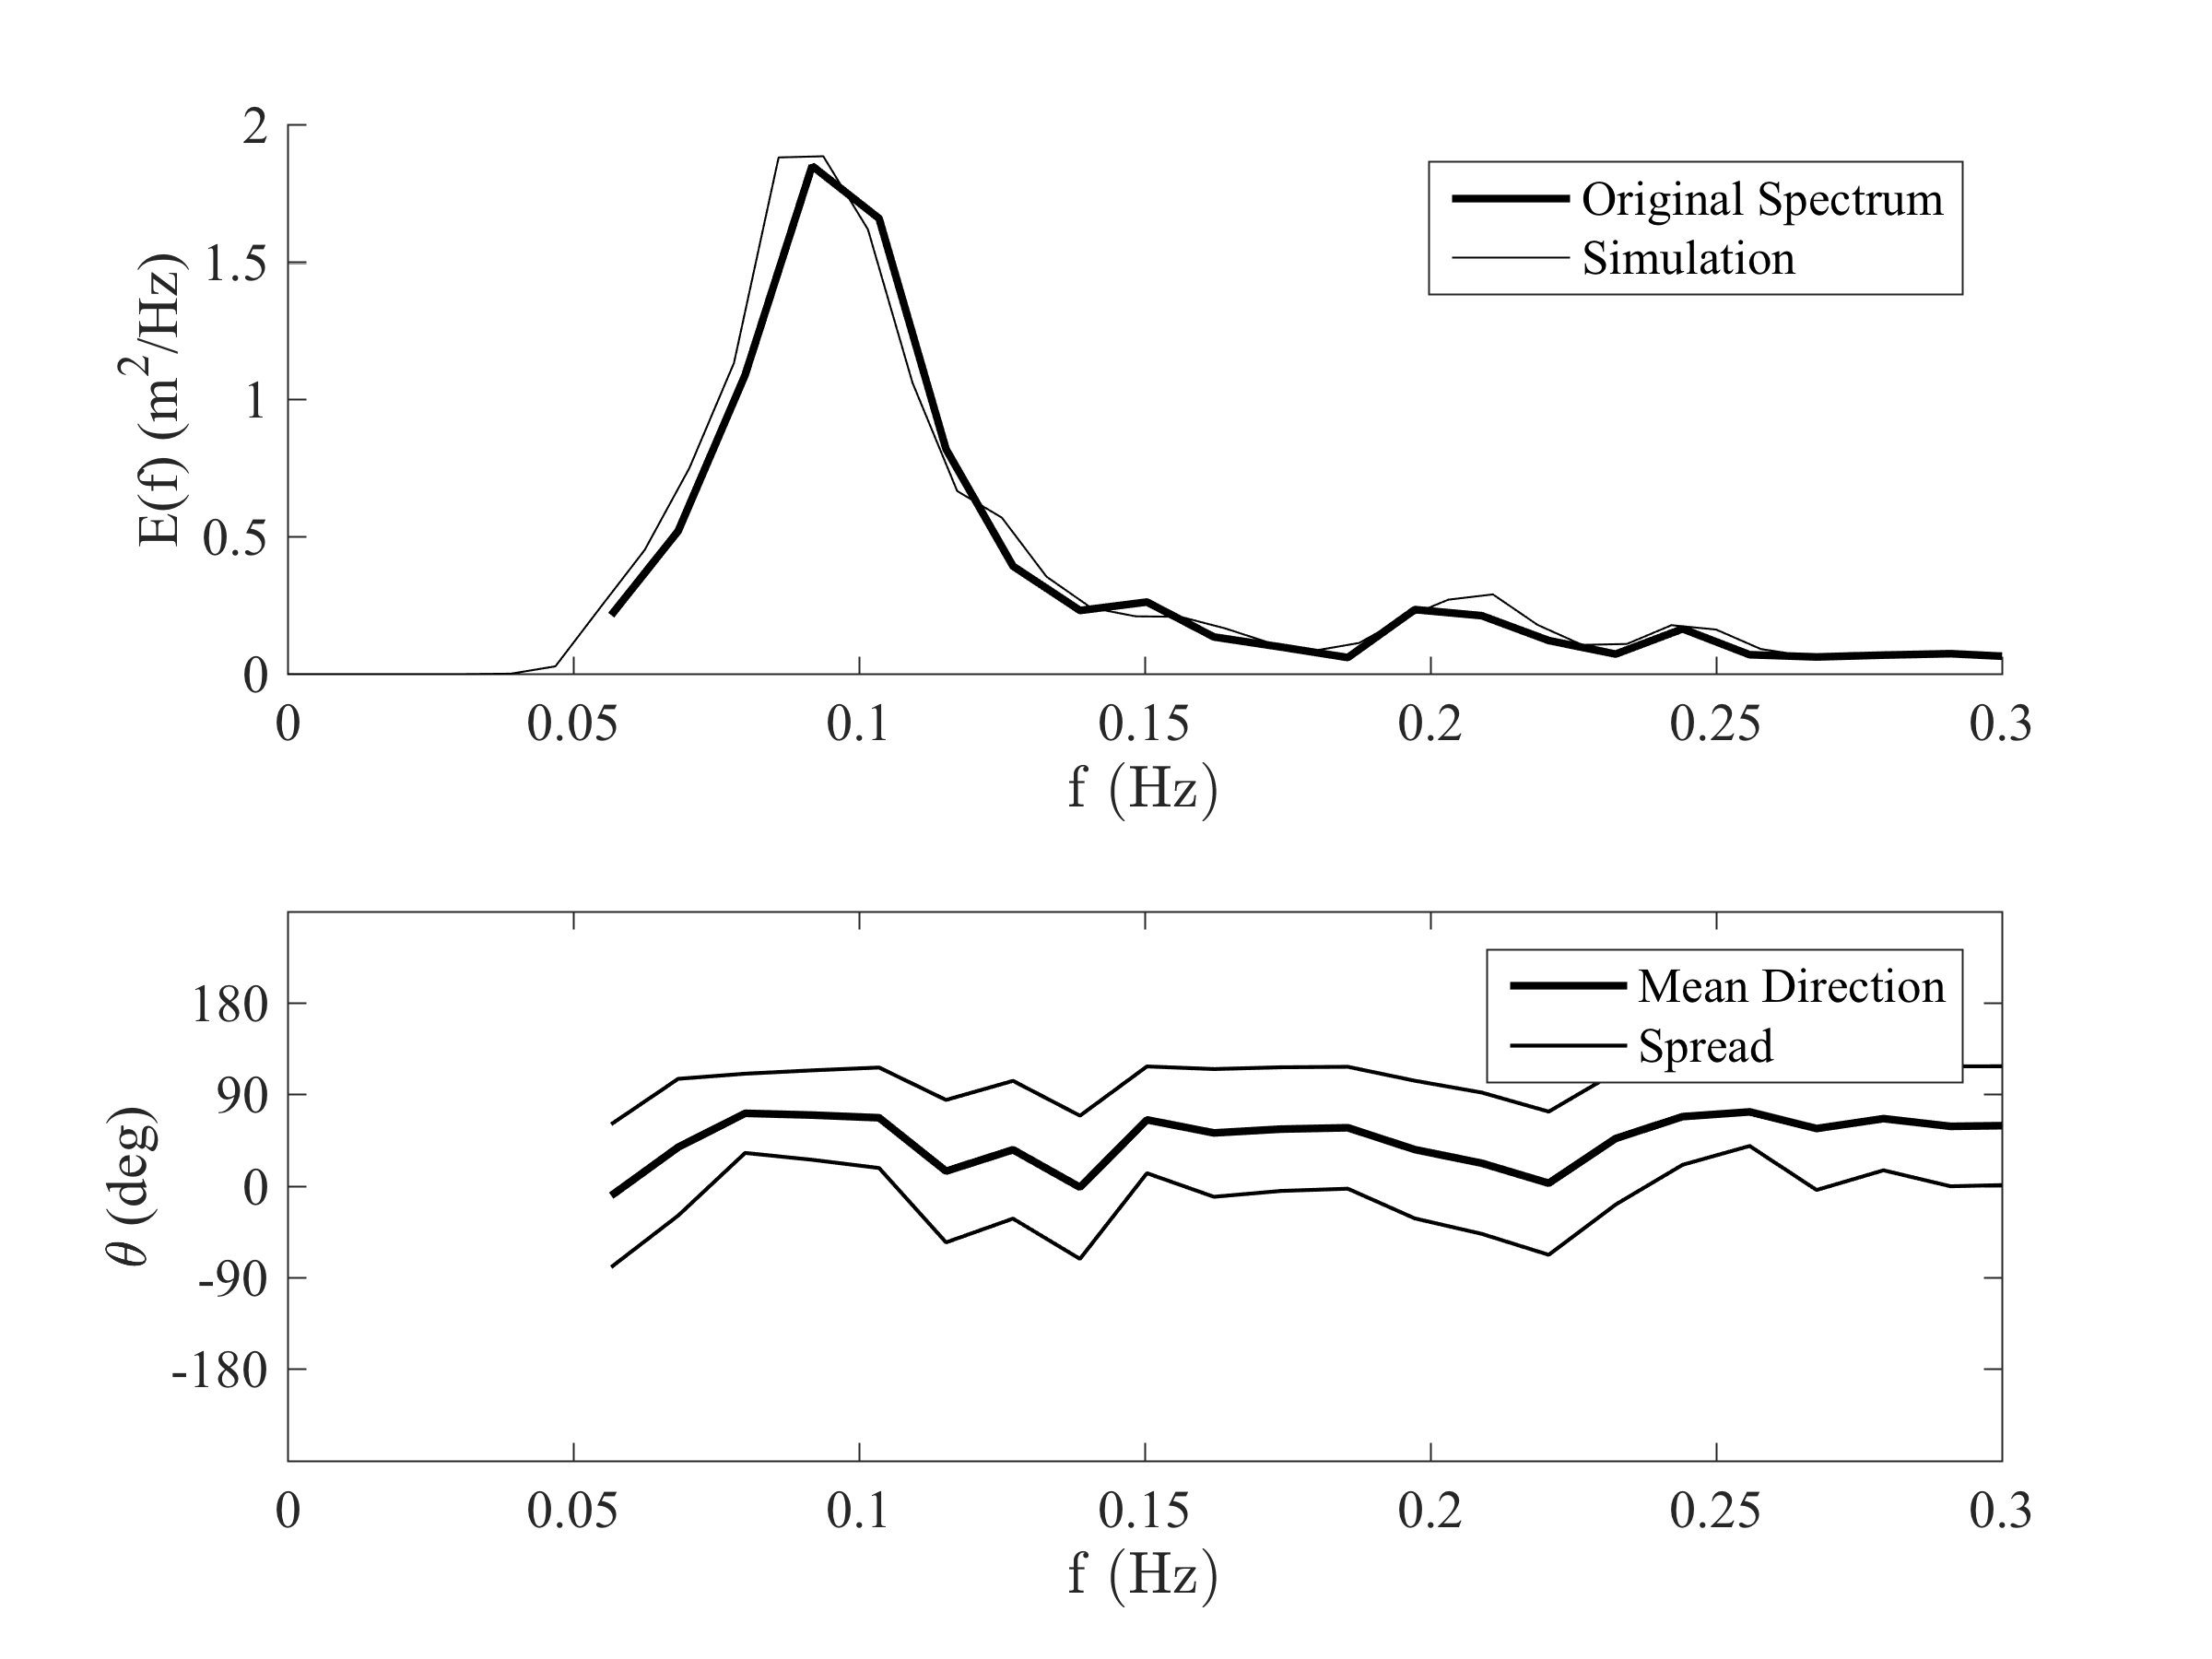 2
1.5
1
0.5
0
E(f) (m²/Hz)
Original Spectrum
Simulation
0 0.05 0.1 0.15 0.2 0.25 0.3
f (Hz)
180
90
0
-90
-180
θ (deg)
Mean Direction
Spread
0 0.05 0.1 0.15 0.2 0.25 0.3
f (Hz)